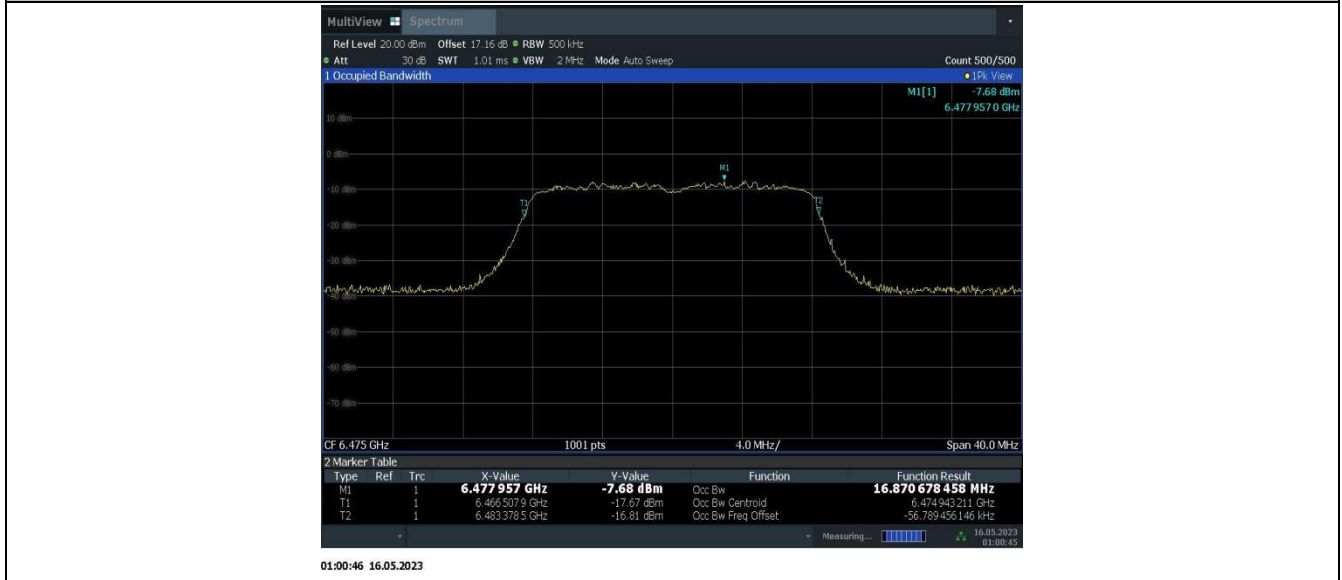 MultiView Spectrum
Ref Level 20.00 dBm Offset 17.16 dB RBW 500 kHz
Att 30 dB SWT 1.01 ms VBW 2 MHz Mode Auto Sweep Count 500/500
1 Occupied Bandwidth 1Pk View
M1[1] -7.68 dBm
6.477 957 0 GHz
10 dBm
0 dBm
M1
-10 dBm
T1 T2
-20 dBm
-30 dBm
-40 dBm
-50 dBm
-60 dBm
-70 dBm
CF 6.475 GHz 1001 pts 4.0 MHz/ Span 40.0 MHz
2 Marker Table
Type Ref Trc X-Value Y-Value Function Function Result
M1 1 6.477 957 GHz -7.68 dBm Occ Bw 16.870 678 458 MHz
T1 1 6.466 507 9 GHz -17.67 dBm Occ Bw Centroid 6.474 943 211 GHz
T2 1 6.483 378 5 GHz -16.81 dBm Occ Bw Freq Offset -56.789 456 146 kHz
Measuring... 16.05.2023
01:00:45
01:00:46 16.05.2023